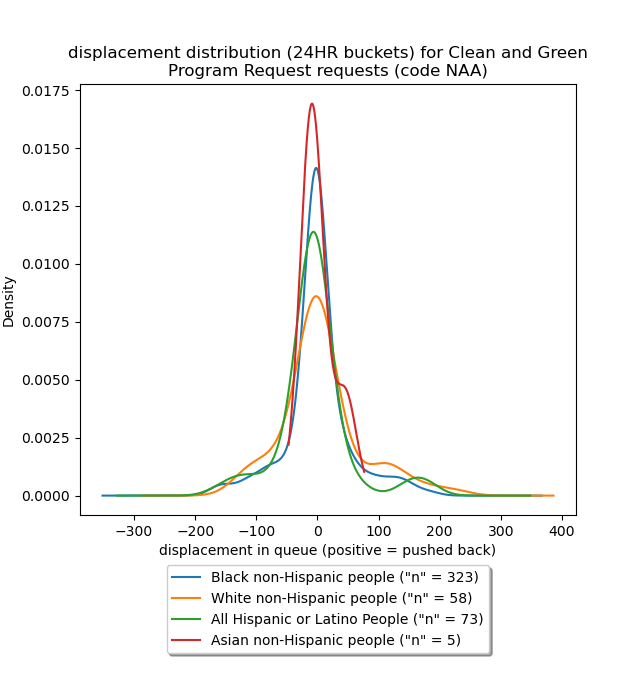 displacement distribution (24HR buckets) for Clean and Green
Program Request requests (code NAA)
0.0175
0.0150
0.0125
0.0100
0.0075
0.0050
0.0025
0.0000
Density
−300 −200 −100 0 100 200 300 400
displacement in queue (positive = pushed back)
Black non-Hispanic people ("n" = 323)
White non-Hispanic people ("n" = 58)
All Hispanic or Latino People ("n" = 73)
Asian non-Hispanic people ("n" = 5)